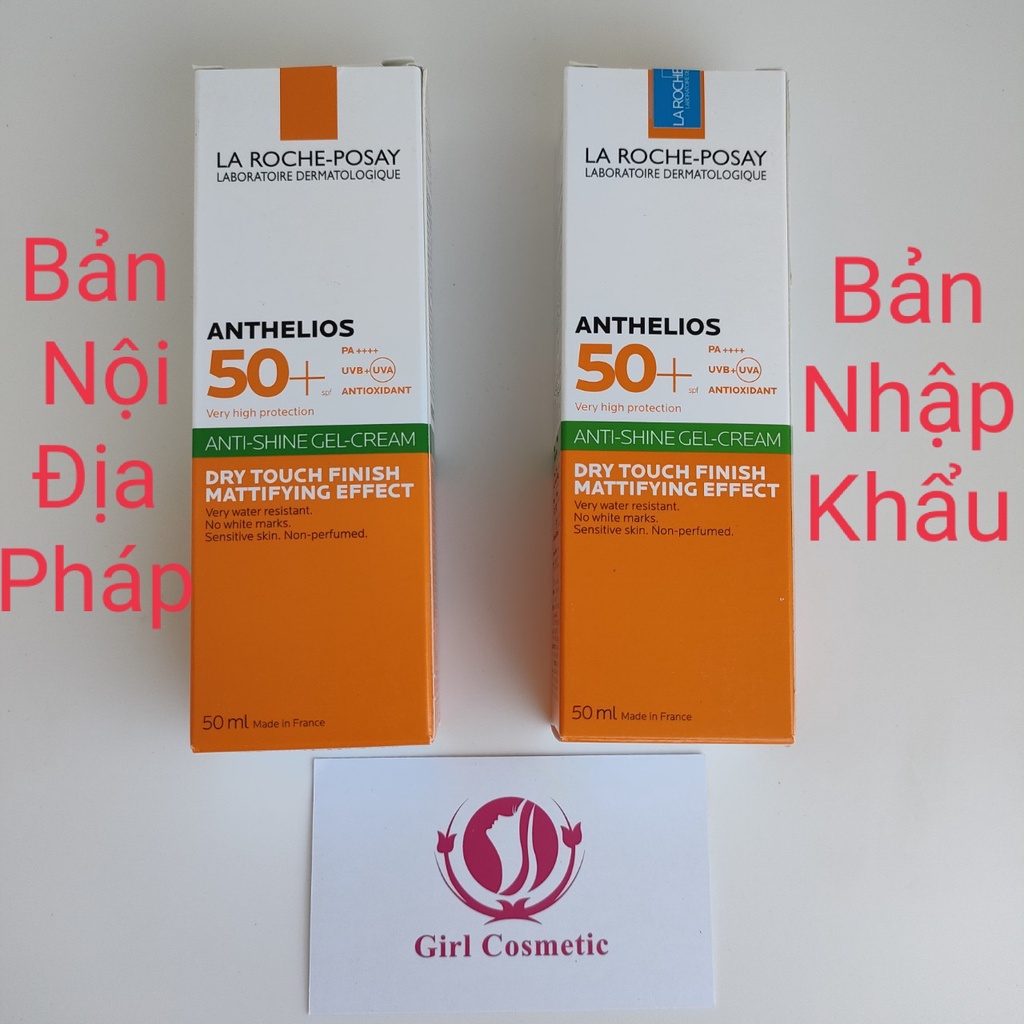 Bản
Nội
Địa
Pháp
LA ROCHE-POSAY
LABORATOIRE DERMATOLOGIQUE
ANTHELIOS
50+
spf
PA ++++
UVB+UVA
ANTIOXIDANT
Very high protection
ANTI-SHINE GEL-CREAM
DRY TOUCH FINISH
MATTIFYING EFFECT
Very water resistant.
No white marks.
Sensitive skin. Non-perfumed.
50 ml Made in France
LA ROCHE
LA ROCHE-POSAY
LABORATOIRE DERMATOLOGIQUE
ANTHELIOS
50+
spf
PA ++++
UVB+UVA
ANTIOXIDANT
Very high protection
ANTI-SHINE GEL-CREAM
DRY TOUCH FINISH
MATTIFYING EFFECT
Very water resistant.
No white marks.
Sensitive skin. Non-perfumed.
50 ml Made in France
Bản
Nhập
Khẩu
Girl Cosmetic